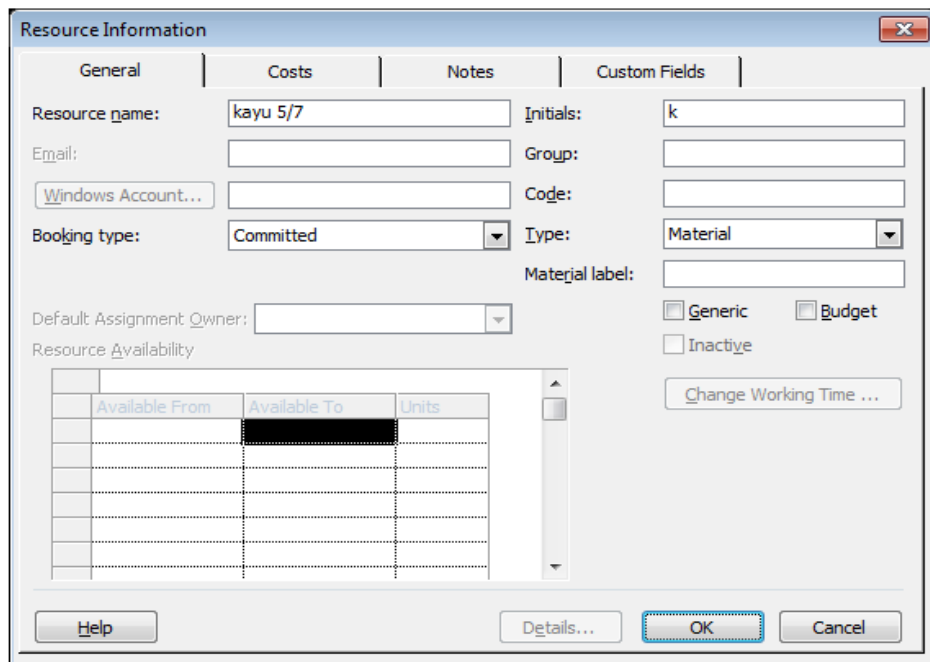 Resource Information
General Costs Notes Custom Fields
Resource name: kayu 5/7 Initials: k
Email: Group:
Windows Account... Code:
Booking type: Committed Type: Material
Material label:
Default Assignment Owner: Generic Budget
Resource Availability Inactive
Change Working Time ...
Available From Available To Units
Help Details... OK Cancel